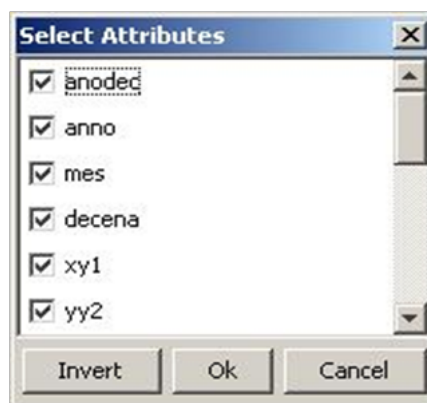 Select Attributes
anodec
anno
mes
decena
xy1
yy2
Invert Ok Cancel